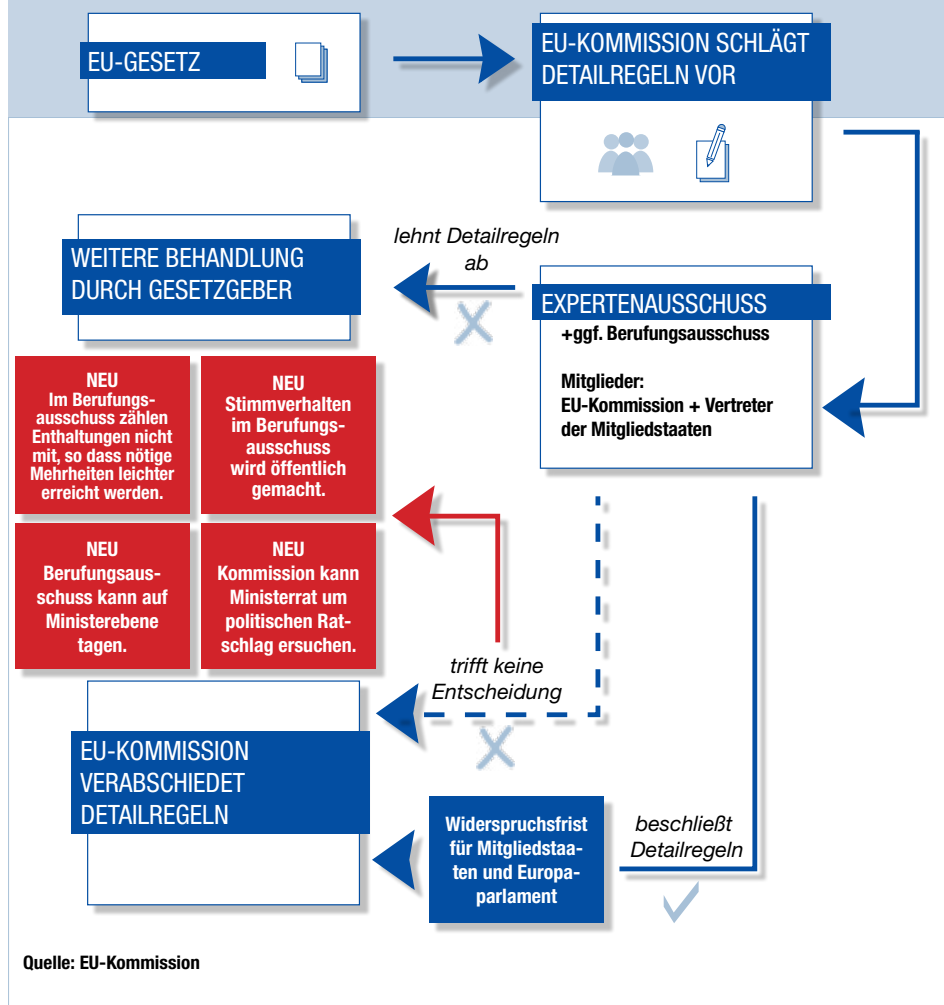 EU-GESETZ
EU-KOMMISSION SCHLÄGT
DETAILREGELN VOR
lehnt Detailregeln
ab
WEITERE BEHANDLUNG
DURCH GESETZGEBER
EXPERTENAUSSCHUSS
+ggf. Berufungsausschuss
Mitglieder:
EU-Kommission + Vertreter
der Mitgliedstaaten
NEU
Im Berufungs-
ausschuss zählen
Enthaltungen nicht
mit, so dass nötige
Mehrheiten leichter
erreicht werden.
NEU
Stimmverhalten
im Berufungs-
ausschuss
wird öffentlich
gemacht.
NEU
Berufungsaus-
schuss kann auf
Ministerebene
tagen.
NEU
Kommission kann
Ministerrat um
politischen Rat-
schlag ersuchen.
trifft keine
Entscheidung
EU-KOMMISSION
VERABSCHIEDET
DETAILREGELN
Widerspruchsfrist
für Mitgliedstaa-
ten und Europa-
parlament
beschließt
Detailregeln
Quelle: EU-Kommission